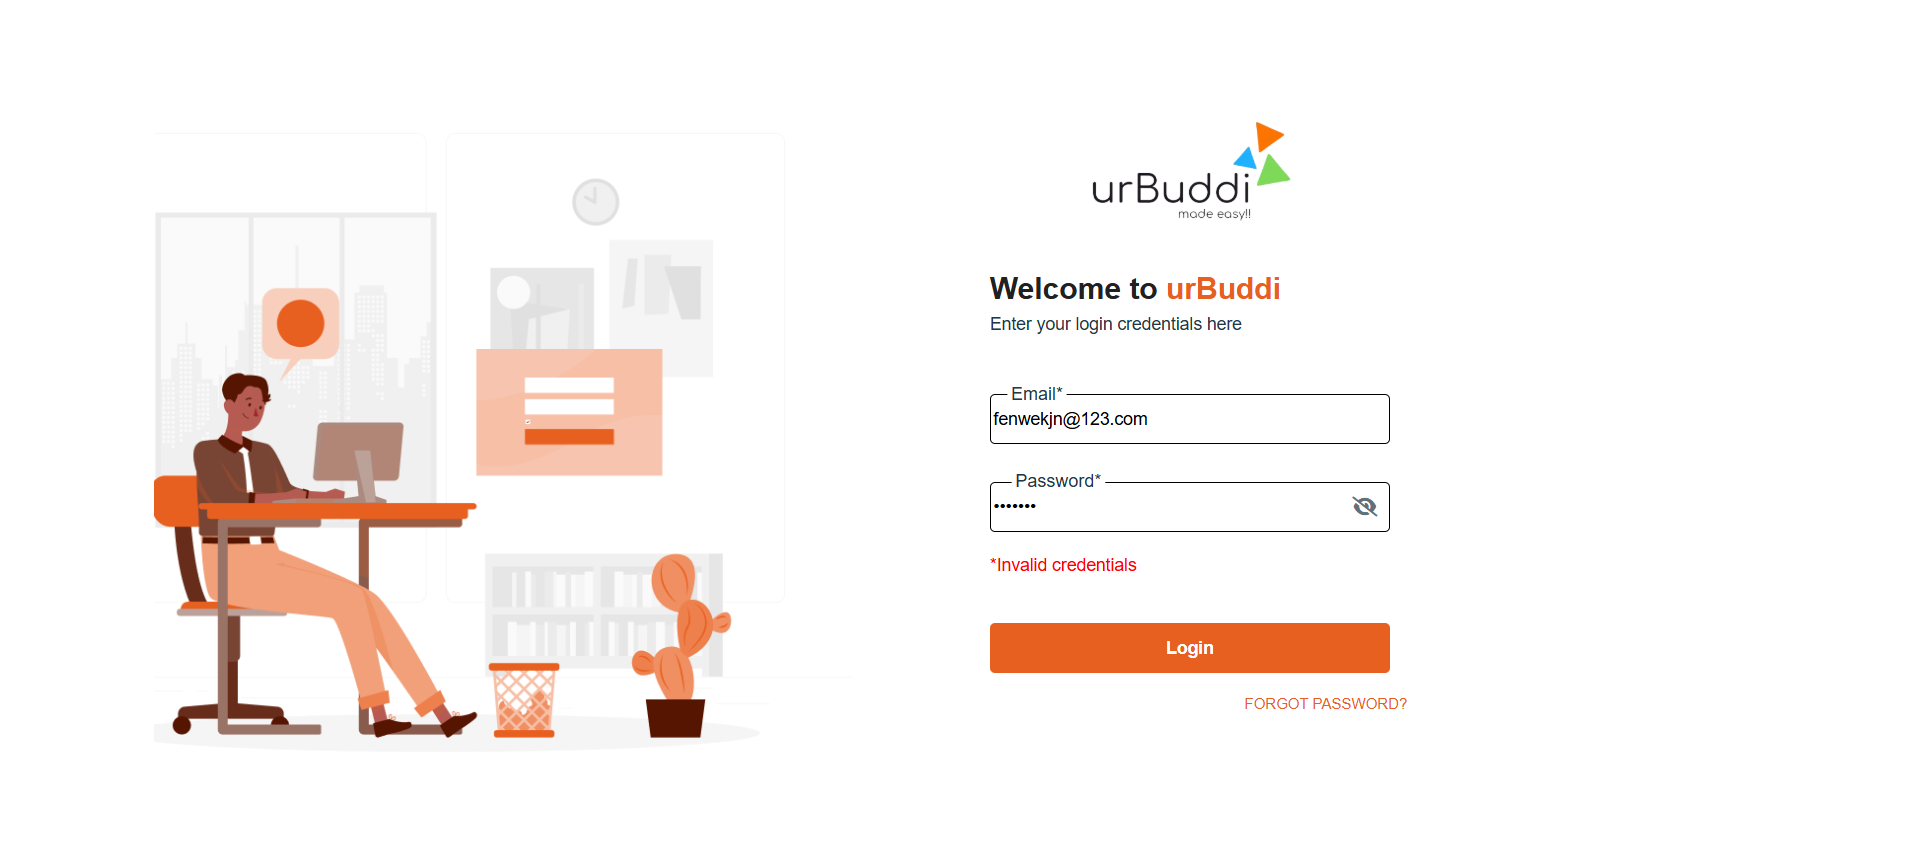 urBuddi
made easy!!
Welcome to urBuddi
Enter your login credentials here
Email*
fenwekjn@123.com
Password*
•••••••
*Invalid credentials
Login
FORGOT PASSWORD?